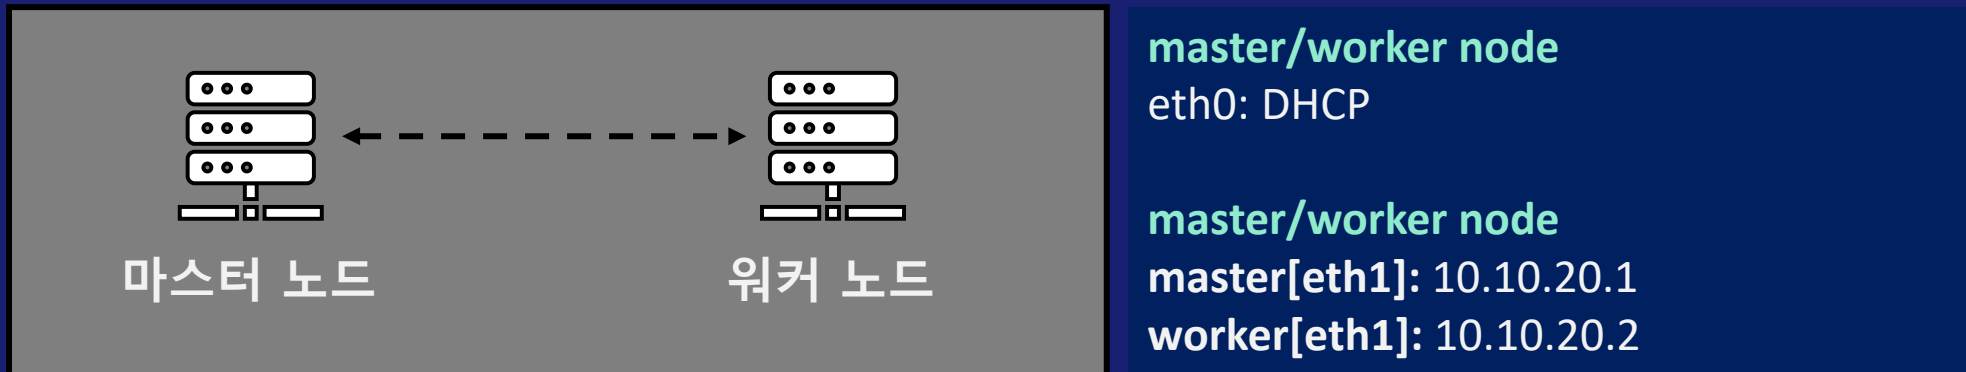 마스터 노드
워커 노드
master/worker node
eth0: DHCP
master/worker node
master[eth1]: 10.10.20.1
worker[eth1]: 10.10.20.2